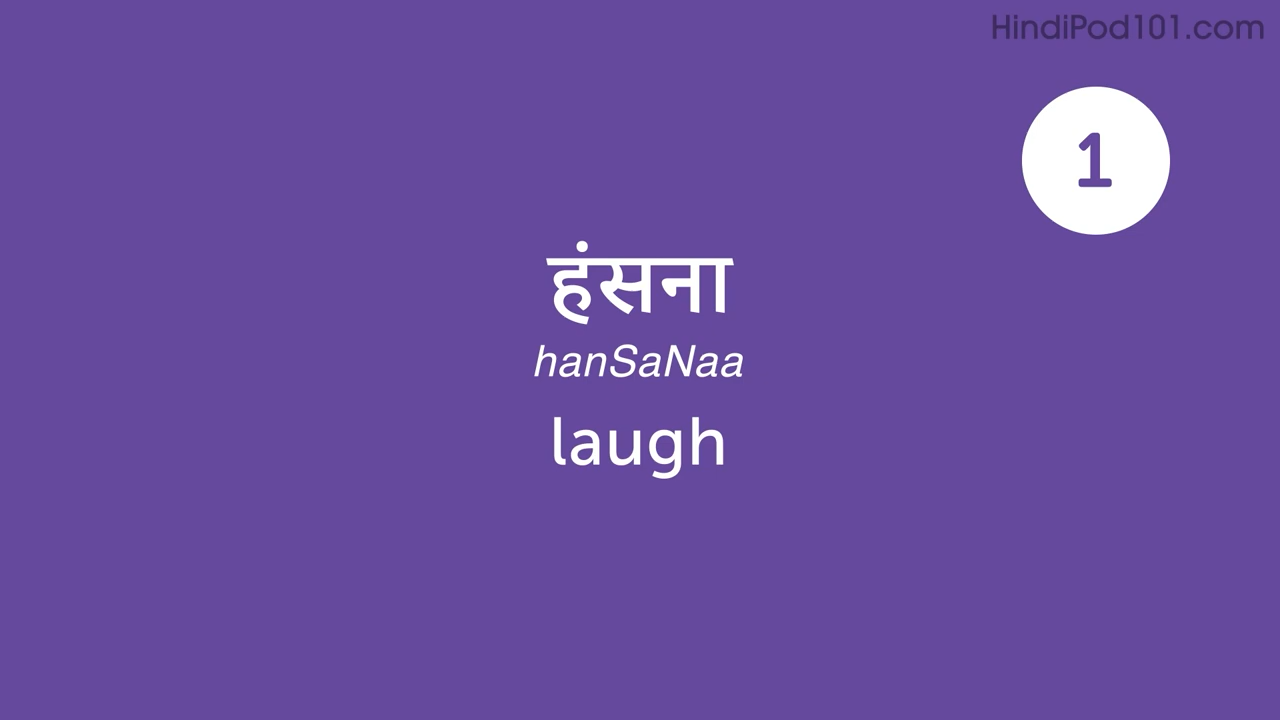 HindiPod101.com
1
हंसना
hanSaNaa
laugh